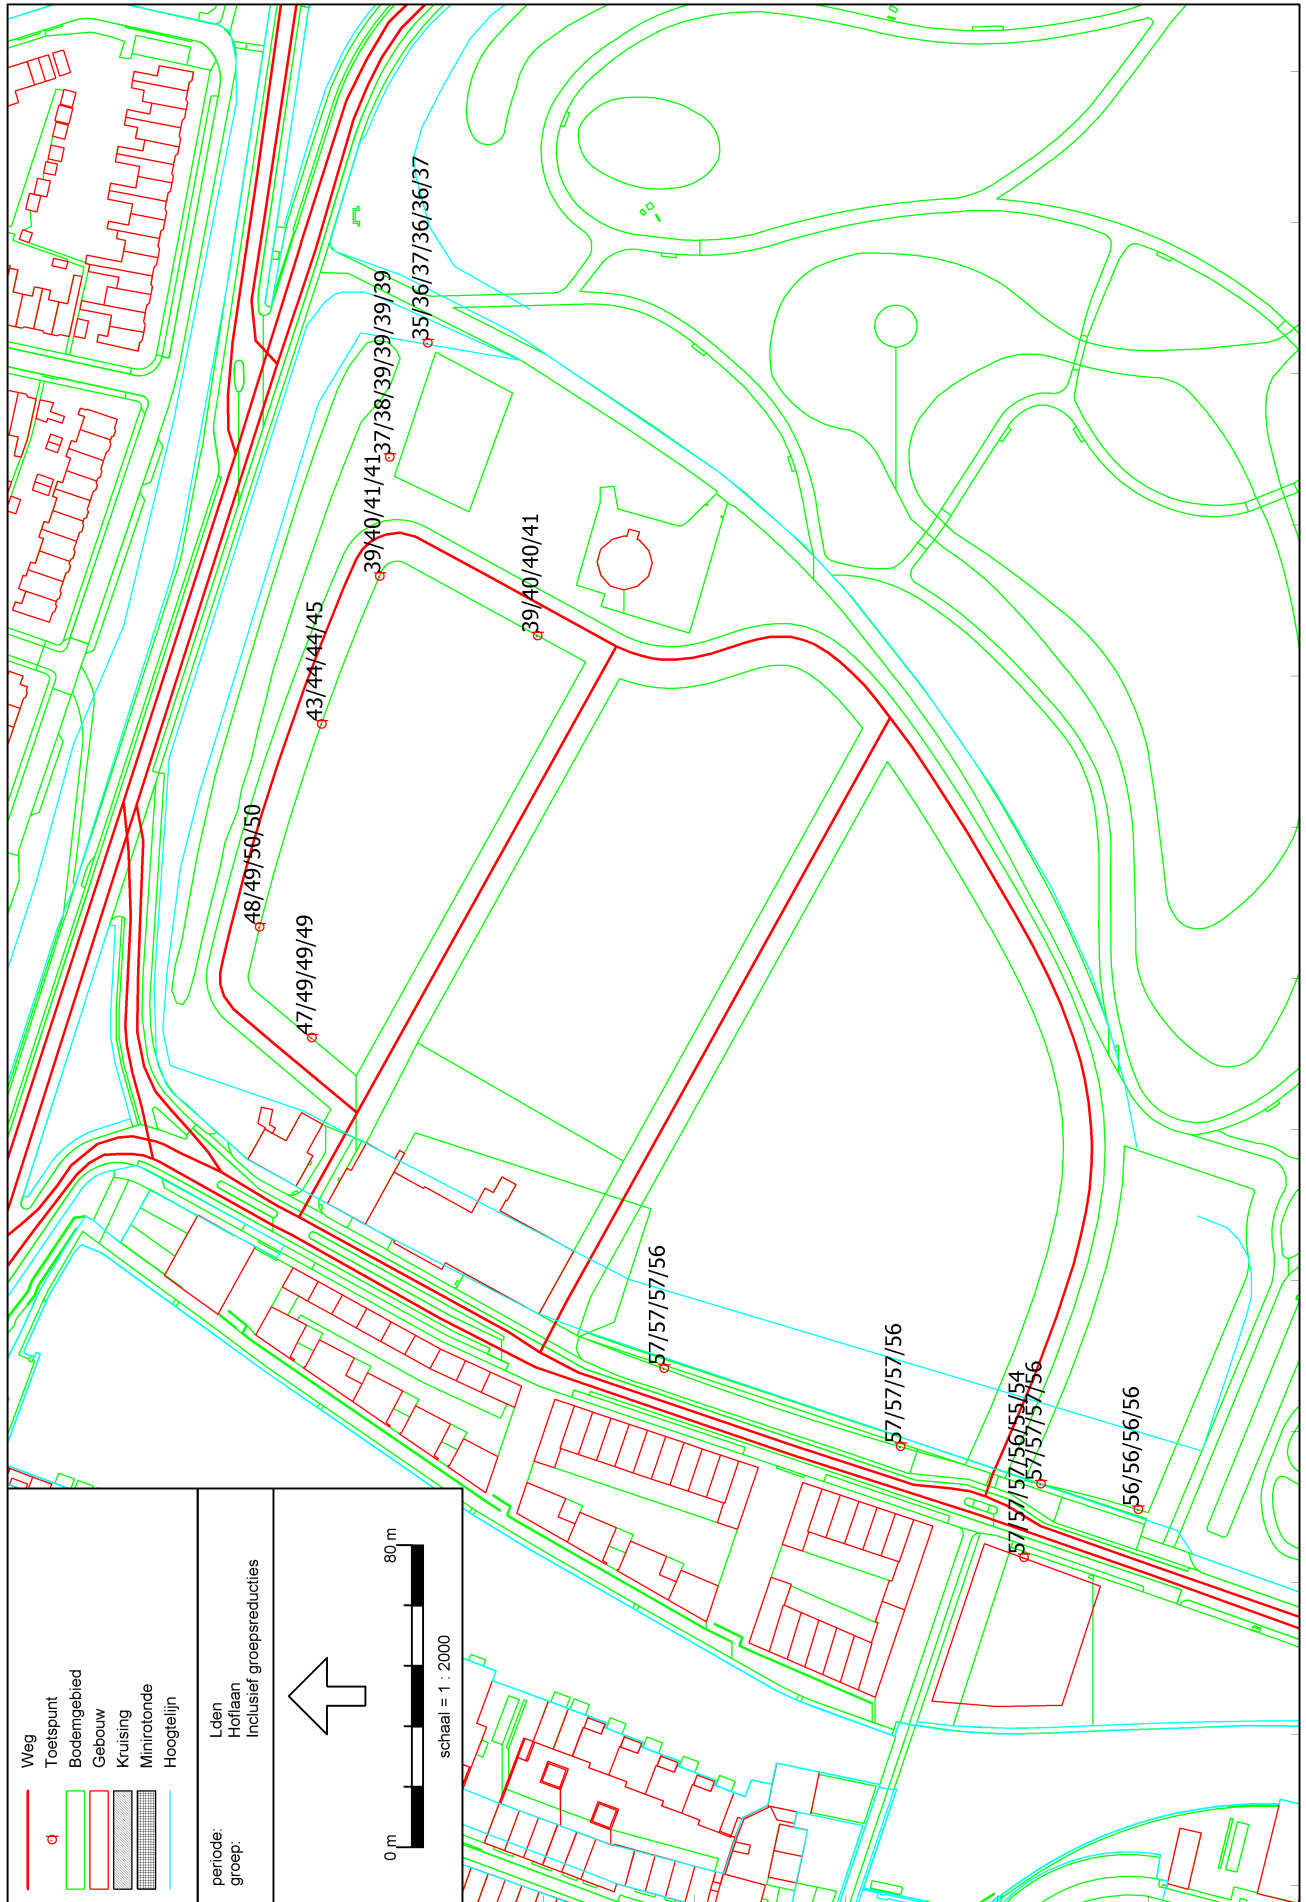 Weg
Toetspunt
Bodemgebied
Gebouw
Kruising
Minirotonde
Hoogtelijn
periode: Lden
groep: Hoflaan
Inclusief groepsreducties
0 m 80 m
schaal = 1 : 2000
48/49/50/50
47/49/49/49
43/44/44/45
39/40/41/41
37/38/39/39/39/39
35/36/37/36/36/37
39/40/40/41
57/57/57/56
57/57/57/56
57/57/57/56/55/54
57/57/57/56
56/56/56/56